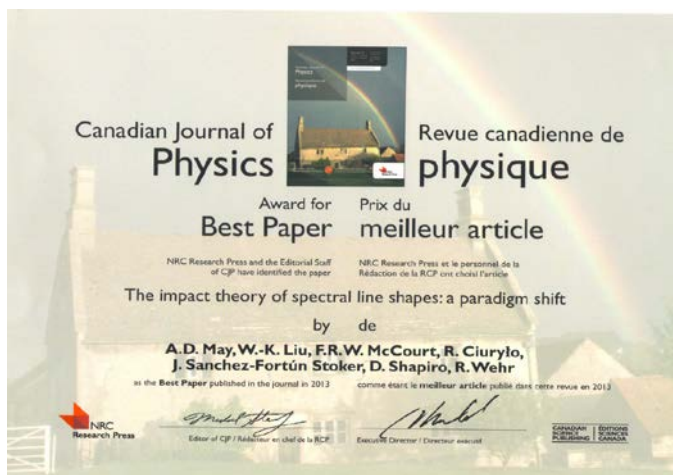 Canadian Journal of
Physics
Revue canadienne de
physique
Award for
Best Paper
Prix du
meilleur article
NRC Research Press and the Editorial Staff
of CJP have identified the paper
NRC Research Press et le personnel de la
Rédaction de la RCP ont choisi l'article
The impact theory of spectral line shapes: a paradigm shift
by de
A.D. May, W.-K. Liu, F.R.W. McCourt, R. Ciuryło,
J. Sanchez-Fortún Stoker, D. Shapiro, R. Wehr
as the Best Paper published in the journal in 2013
comme étant le meilleur article publié dans cette revue en 2013
NRC
Research Press
Editor of CJP / Rédacteur en chef de la RCP
Executive Director / Directeur exécutif
CANADIAN
SCIENCE
PUBLISHING
ÉDITIONS
SCIENCES
CANADA